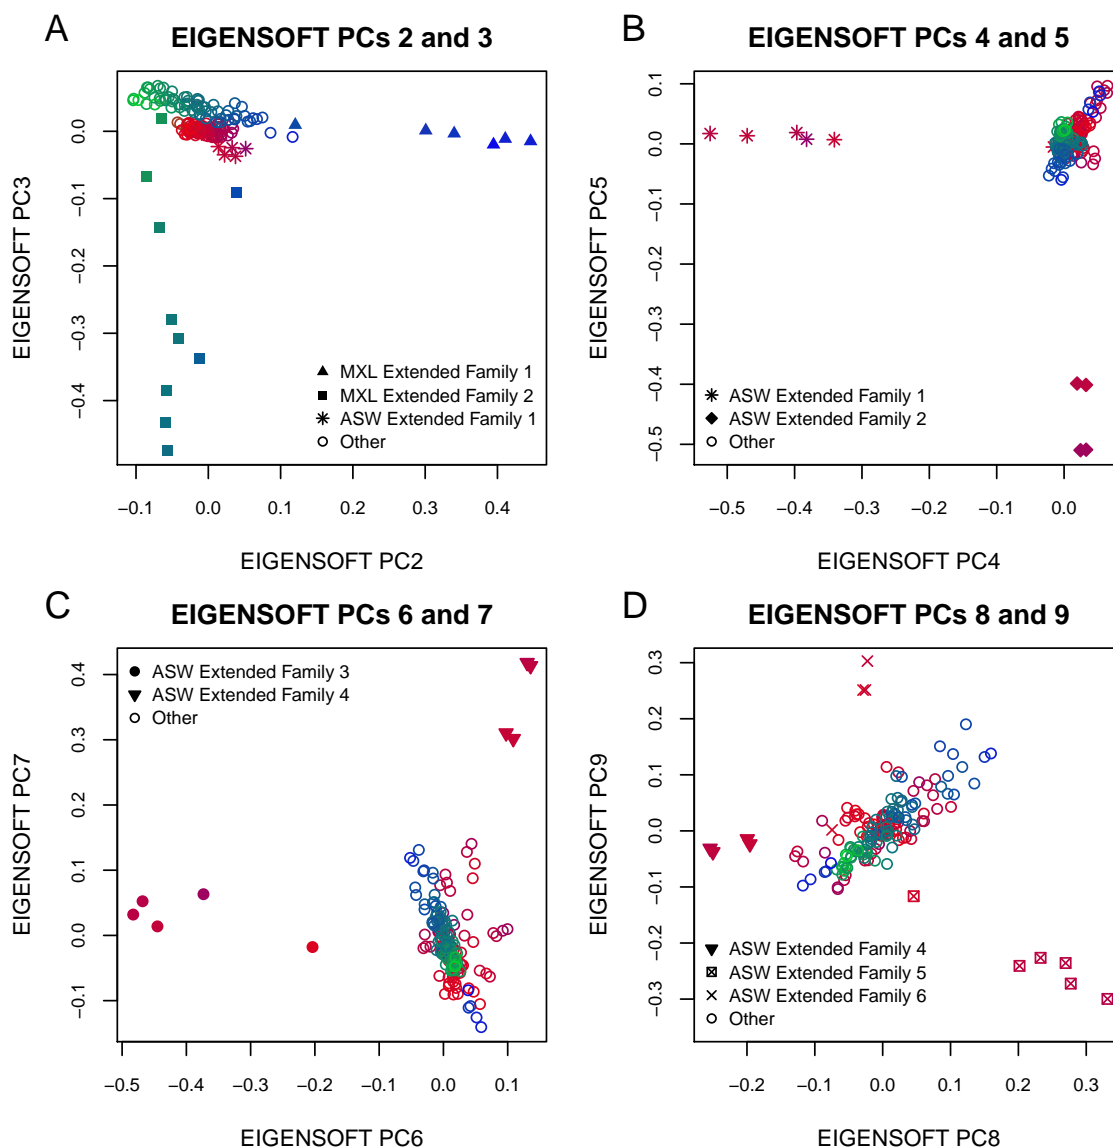 A
EIGENSOFT PCs 2 and 3
EIGENSOFT PC3
0.0
−0.1
−0.2
−0.3
−0.4
MXL Extended Family 1
MXL Extended Family 2
ASW Extended Family 1
Other
−0.1 0.0 0.1 0.2 0.3 0.4
EIGENSOFT PC2
B
EIGENSOFT PCs 4 and 5
EIGENSOFT PC5
0.1
0.0
−0.1
−0.2
−0.3
−0.4
−0.5
ASW Extended Family 1
ASW Extended Family 2
Other
−0.5 −0.4 −0.3 −0.2 −0.1 0.0
EIGENSOFT PC4
C
EIGENSOFT PCs 6 and 7
EIGENSOFT PC7
0.4
0.3
0.2
0.1
0.0
−0.1
ASW Extended Family 3
ASW Extended Family 4
Other
−0.5 −0.4 −0.3 −0.2 −0.1 0.0 0.1
EIGENSOFT PC6
D
EIGENSOFT PCs 8 and 9
EIGENSOFT PC9
0.3
0.2
0.1
0.0
−0.1
−0.2
−0.3
ASW Extended Family 4
ASW Extended Family 5
ASW Extended Family 6
Other
−0.2 −0.1 0.0 0.1 0.2 0.3
EIGENSOFT PC8